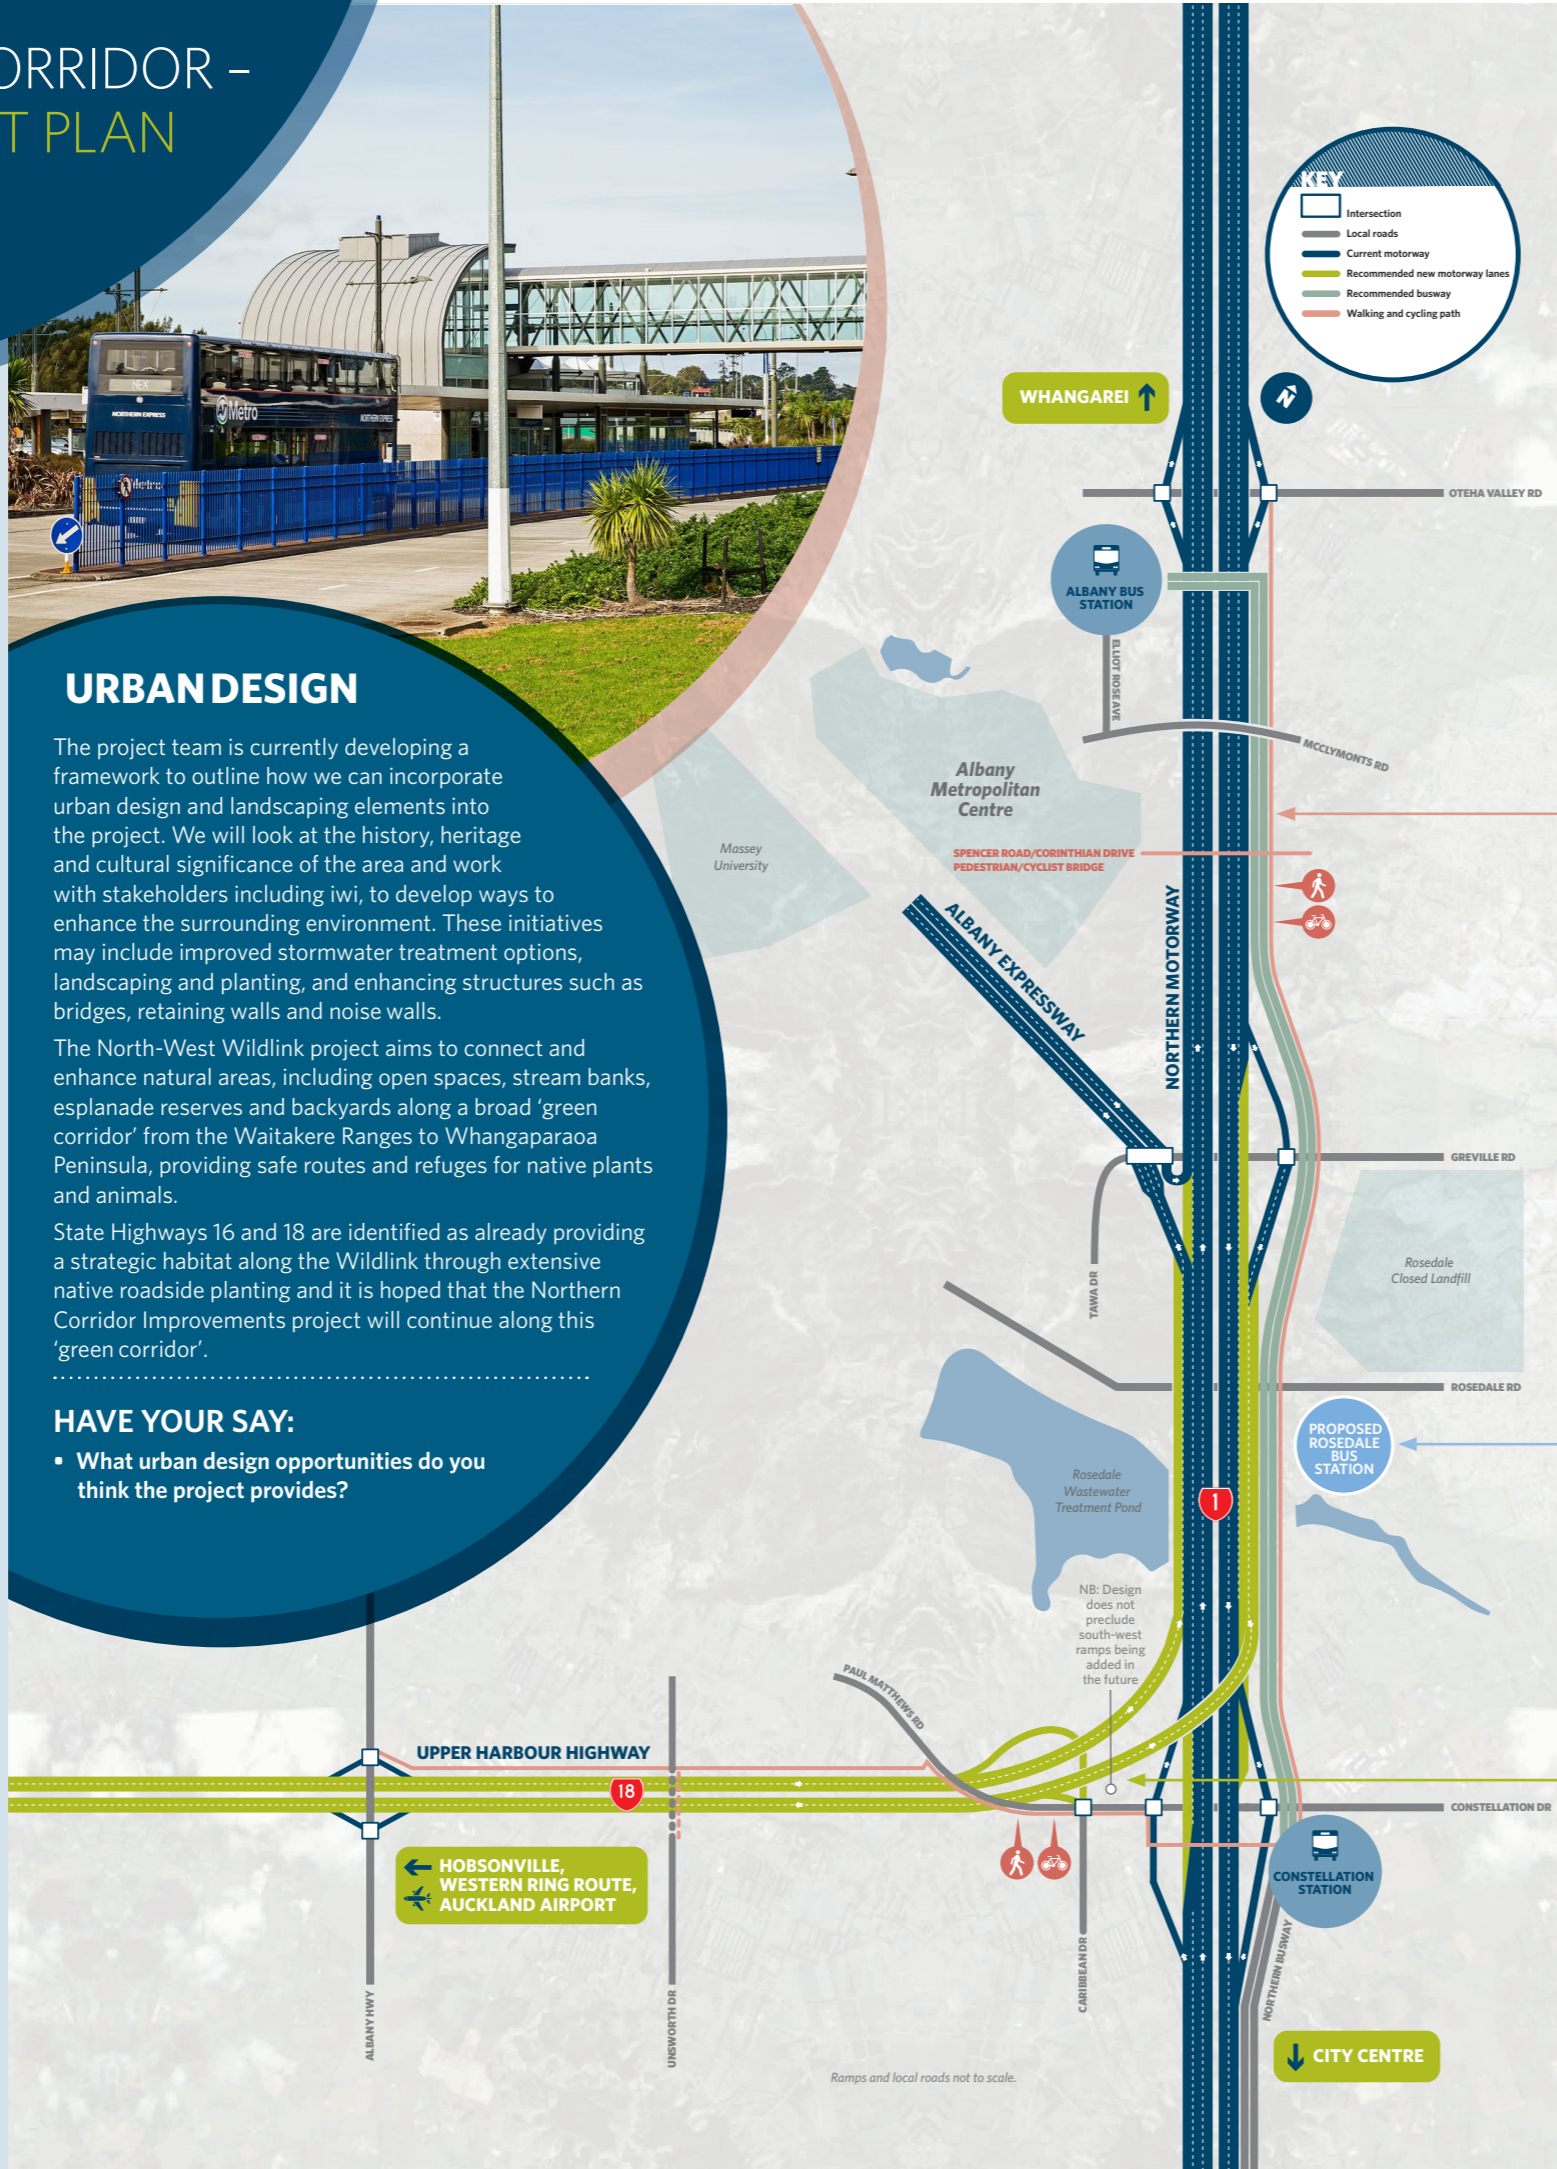 ORRIDOR –
T PLAN
NEX
NORTHERN EXPRESS
Metro
NORTHERN EXPRESS
Metro
URBAN DESIGN
The project team is currently developing a
framework to outline how we can incorporate
urban design and landscaping elements into
the project. We will look at the history, heritage
and cultural significance of the area and work
with stakeholders including iwi, to develop ways to
enhance the surrounding environment. These initiatives
may include improved stormwater treatment options,
landscaping and planting, and enhancing structures such as
bridges, retaining walls and noise walls.
The North-West Wildlink project aims to connect and
enhance natural areas, including open spaces, stream banks,
esplanade reserves and backyards along a broad ‘green
corridor’ from the Waitakere Ranges to Whangaparaoa
Peninsula, providing safe routes and refuges for native plants
and animals.
State Highways 16 and 18 are identified as already providing
a strategic habitat along the Wildlink through extensive
native roadside planting and it is hoped that the Northern
Corridor Improvements project will continue along this
‘green corridor’.
HAVE YOUR SAY:
• What urban design opportunities do you
think the project provides?
KEY
Intersection
Local roads
Current motorway
Recommended new motorway lanes
Recommended busway
Walking and cycling path
WHANGAREI
N
OTEHA VALLEY RD
ALBANY BUS
STATION
ELLIOT ROSE AVE
MCCLYMONTS RD
Albany
Metropolitan
Centre
Massey
University
SPENCER ROAD/CORINTHIAN DRIVE
PEDESTRIAN/CYCLIST BRIDGE
ALBANY EXPRESSWAY
NORTHERN MOTORWAY
GREVILLE RD
TAWA DR
Rosedale
Closed Landfill
ROSEDALE RD
PROPOSED
ROSEDALE
BUS
STATION
Rosedale
Wastewater
Treatment Pond
1
NB: Design
does not
preclude
south-west
ramps being
added in
the future
PAUL MATTHEWS RD
UPPER HARBOUR HIGHWAY
18
CONSTELLATION DR
HOBSONVILLE,
WESTERN RING ROUTE,
AUCKLAND AIRPORT
CONSTELLATION
STATION
ALBANY HWY
UNSWORTH DR
CARIBBEAN DR
NORTHERN BUSWAY
CITY CENTRE
Ramps and local roads not to scale.